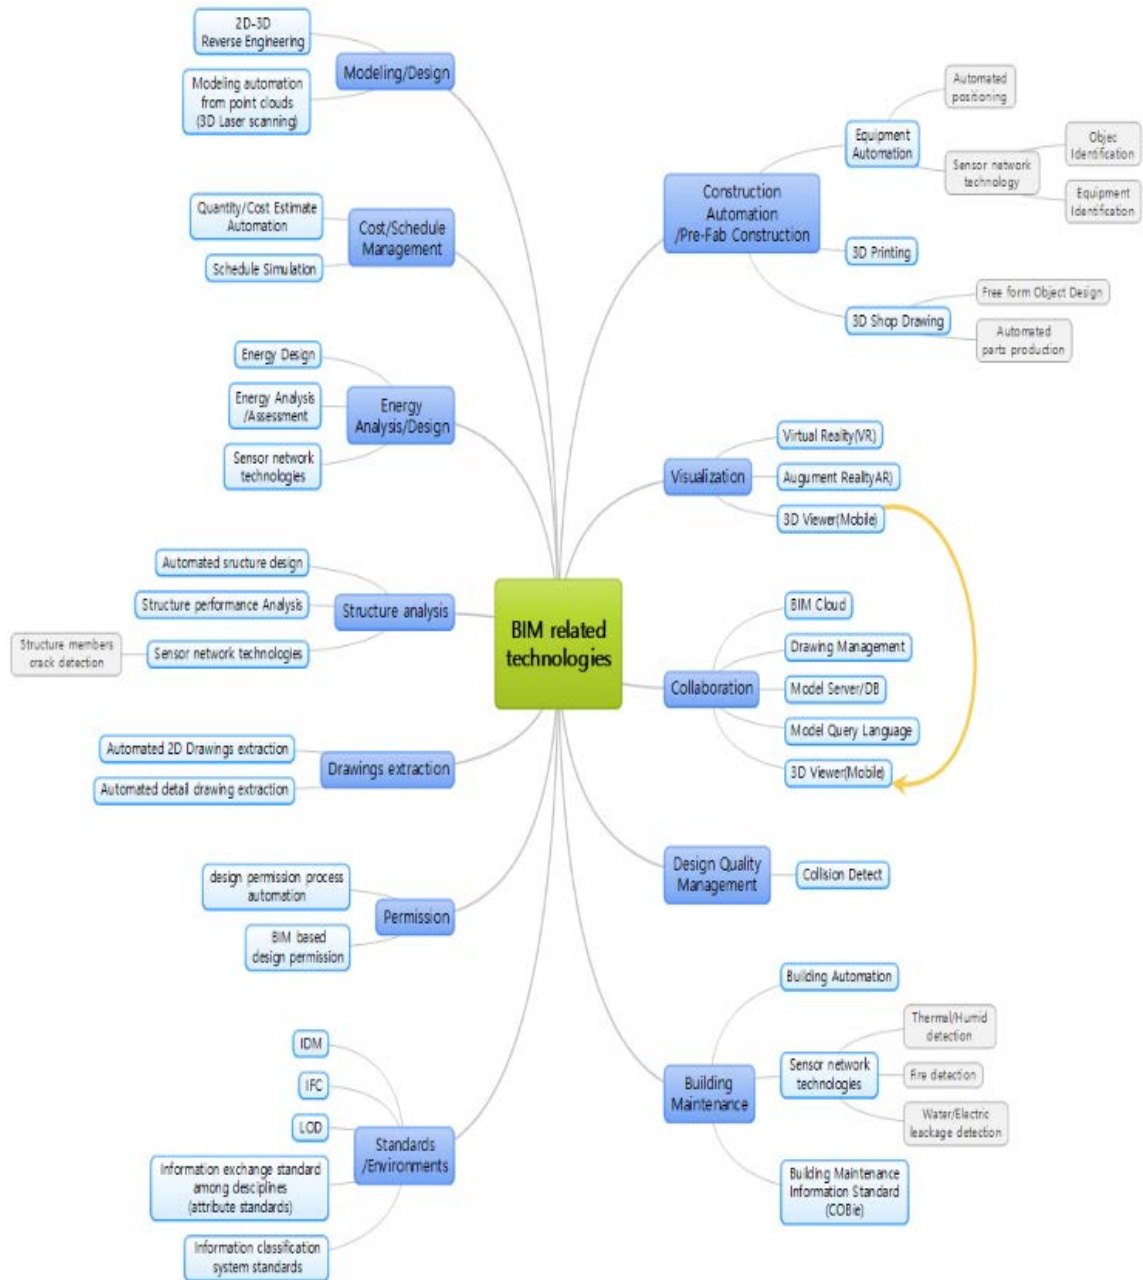 BIM related
technologies
2D-3D
Reverse Engineering
Modeling automation
from point clouds
(3D Laser scanning)
Modeling/Design
Quantity/Cost Estimate
Automation
Schedule Simulation
Cost/Schedule
Management
Energy Design
Energy Analysis
/Assessment
Sensor network
technologies
Energy
Analysis/Design
Automated sructure design
Structure performance Analysis
Structure members
crack detection
Sensor network technologies
Structure analysis
Automated 2D Drawings extraction
Automated detail drawing extraction
Drawings extraction
design permission process
automation
BIM based
design permission
Permission
IDM
IFC
LOD
Information exchange standard
among desciplines
(attribute standards)
Information classification
system standards
Standards
/Environments
Construction
Automation
/Pre-Fab Construction
Equipment
Automation
Automated
positioning
Sensor network
technology
Objec
Identification
Equipment
Identification
3D Printing
3D Shop Drawing
Free form Object Design
Automated
parts production
Visualization
Virtual Reality(VR)
Augument RealityAR)
3D Viewer(Mobile)
Collaboration
BIM Cloud
Drawing Management
Model Server/DB
Model Query Language
3D Viewer(Mobile)
Design Quality
Management
Collision Detect
Building
Maintenance
Building Automation
Sensor network
technologies
Thermal/Humid
detection
Fire detection
Water/Electric
leackage detection
Building Maintenance
Information Standard
(COBie)